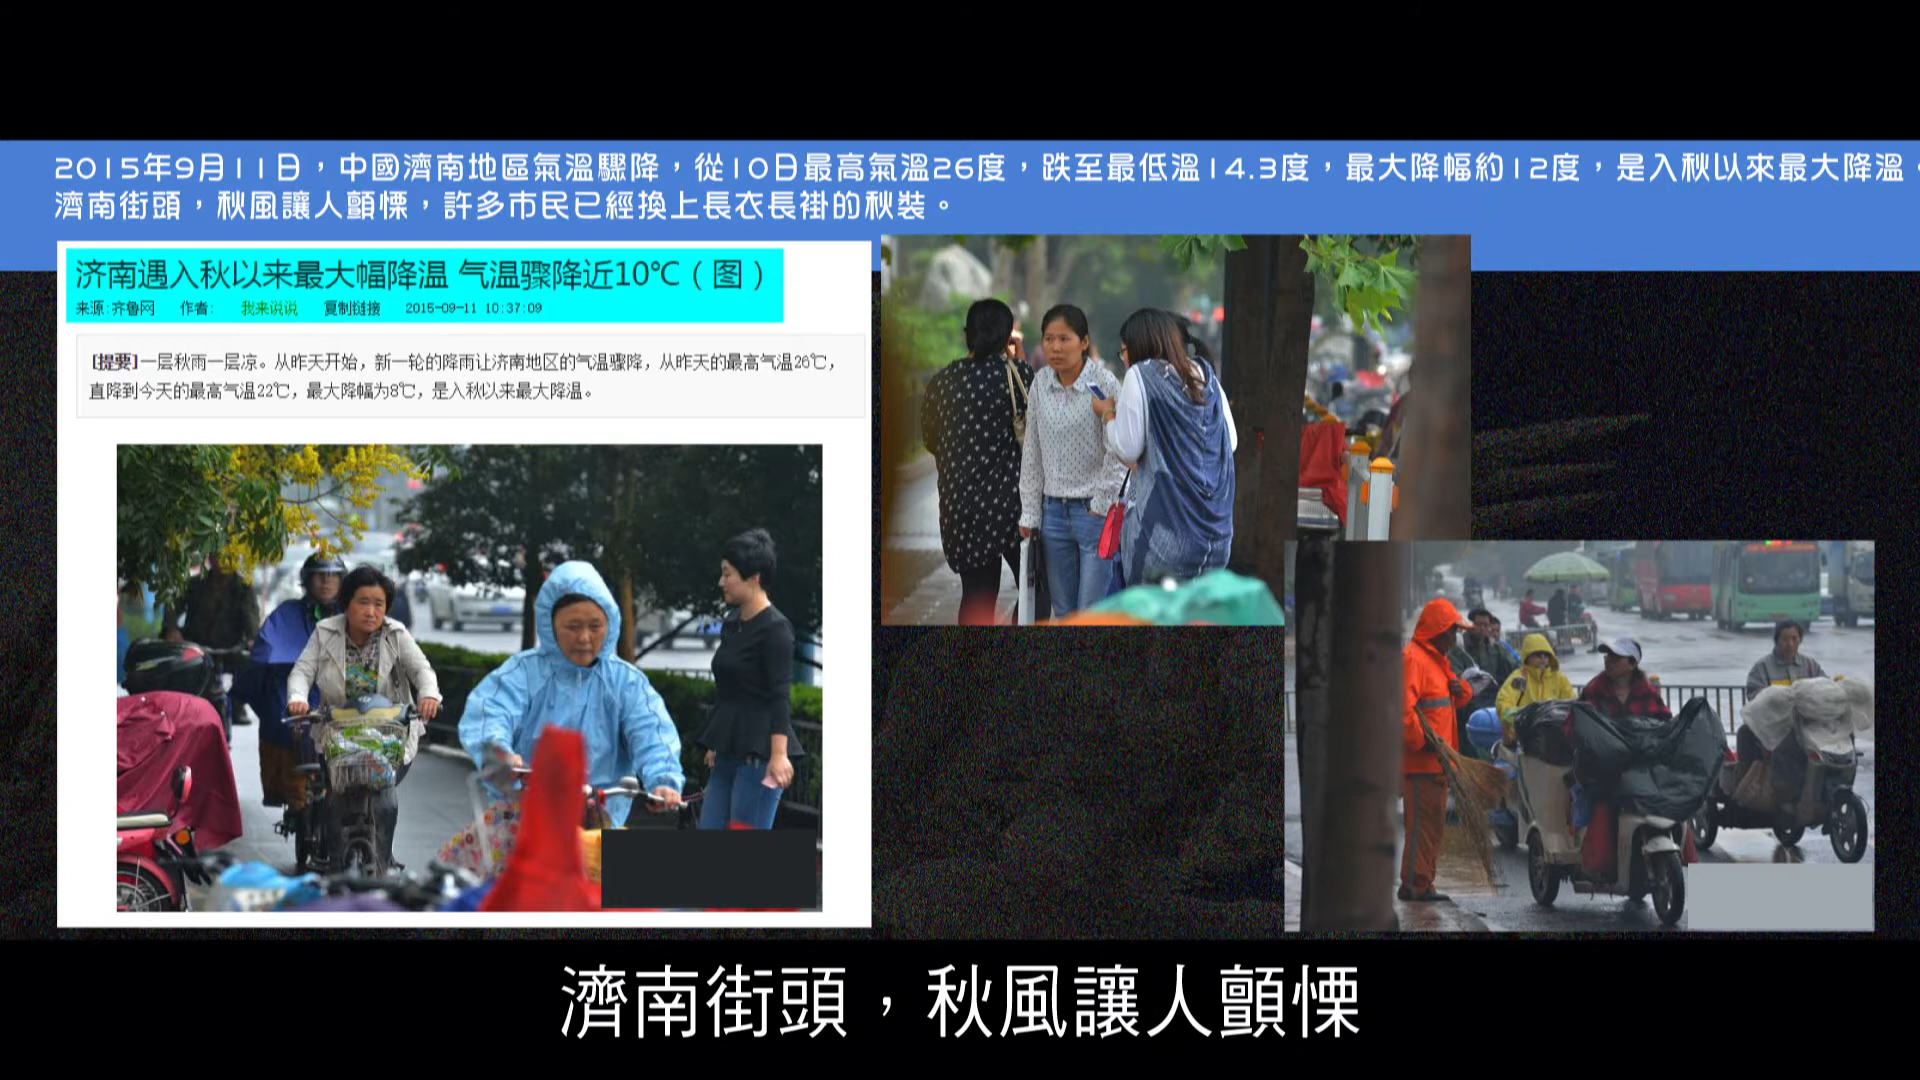 2015年9月11日，中國濟南地區氣溫驟降，從10日最高氣溫26度，跌至最低溫14.3度，最大降幅約12度，是入秋以來最大降溫。
濟南街頭，秋風讓人顫慄，許多市民已經換上長衣長褂的秋裝。
济南遇入秋以来最大幅降温 气温骤降近10℃（图）
来源:齐鲁网 作者: 我来说说 复制链接 2015-09-11 10:37:09
[提要]一层秋雨一层凉。从昨天开始，新一轮的降雨让济南地区的气温骤降，从昨天的最高气温26℃，
直降到今天的最高气温22℃，最大降幅为8℃，是入秋以来最大降温。
濟南街頭，秋風讓人顫慄